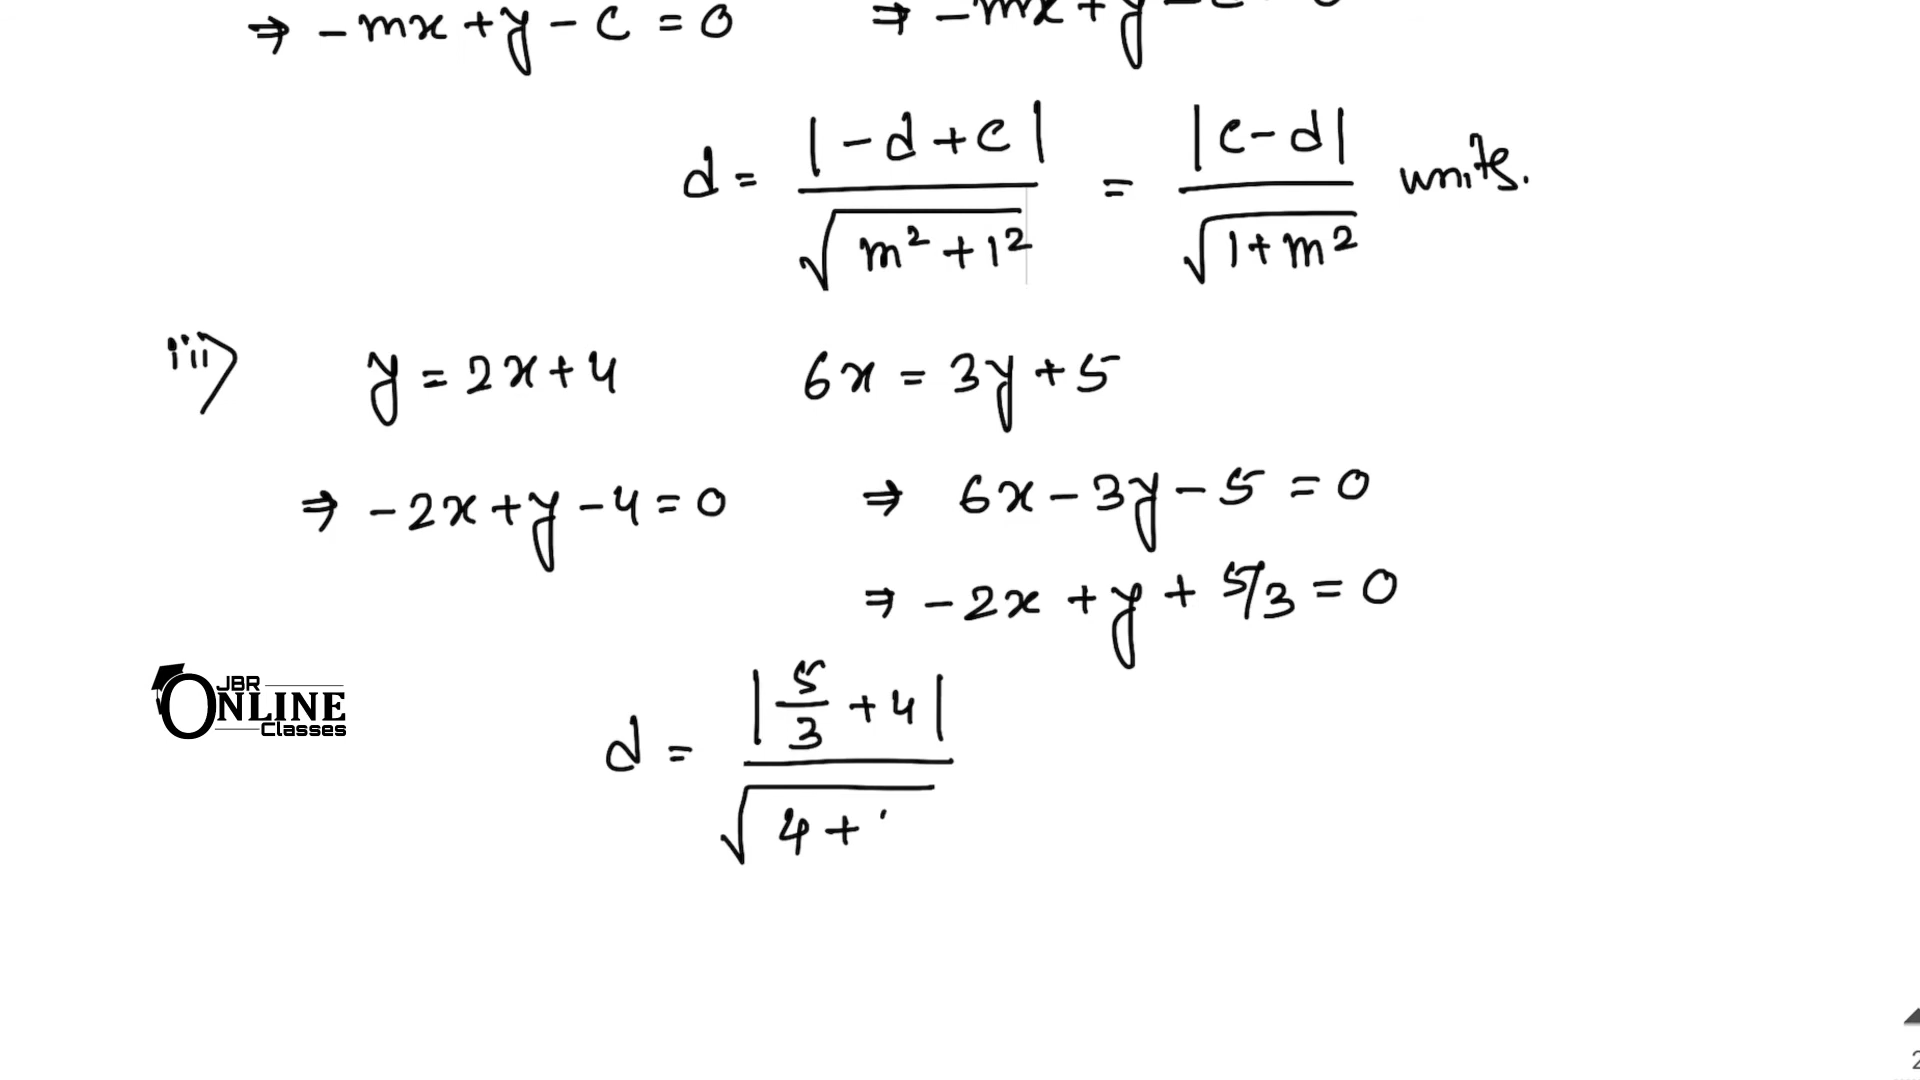 ⇒ -mx + y - c = 0 ⇒ -mx + y
d = |-d + c| / √(m² + 1²) = |c - d| / √(1 + m²) units.
iii) y = 2x + 4 6x = 3y + 5
⇒ -2x + y - 4 = 0 ⇒ 6x - 3y - 5 = 0
⇒ -2x + y + 5/3 = 0
JBR
ONLINE
Classes
d = |5/3 + 4| / √(4 +
2